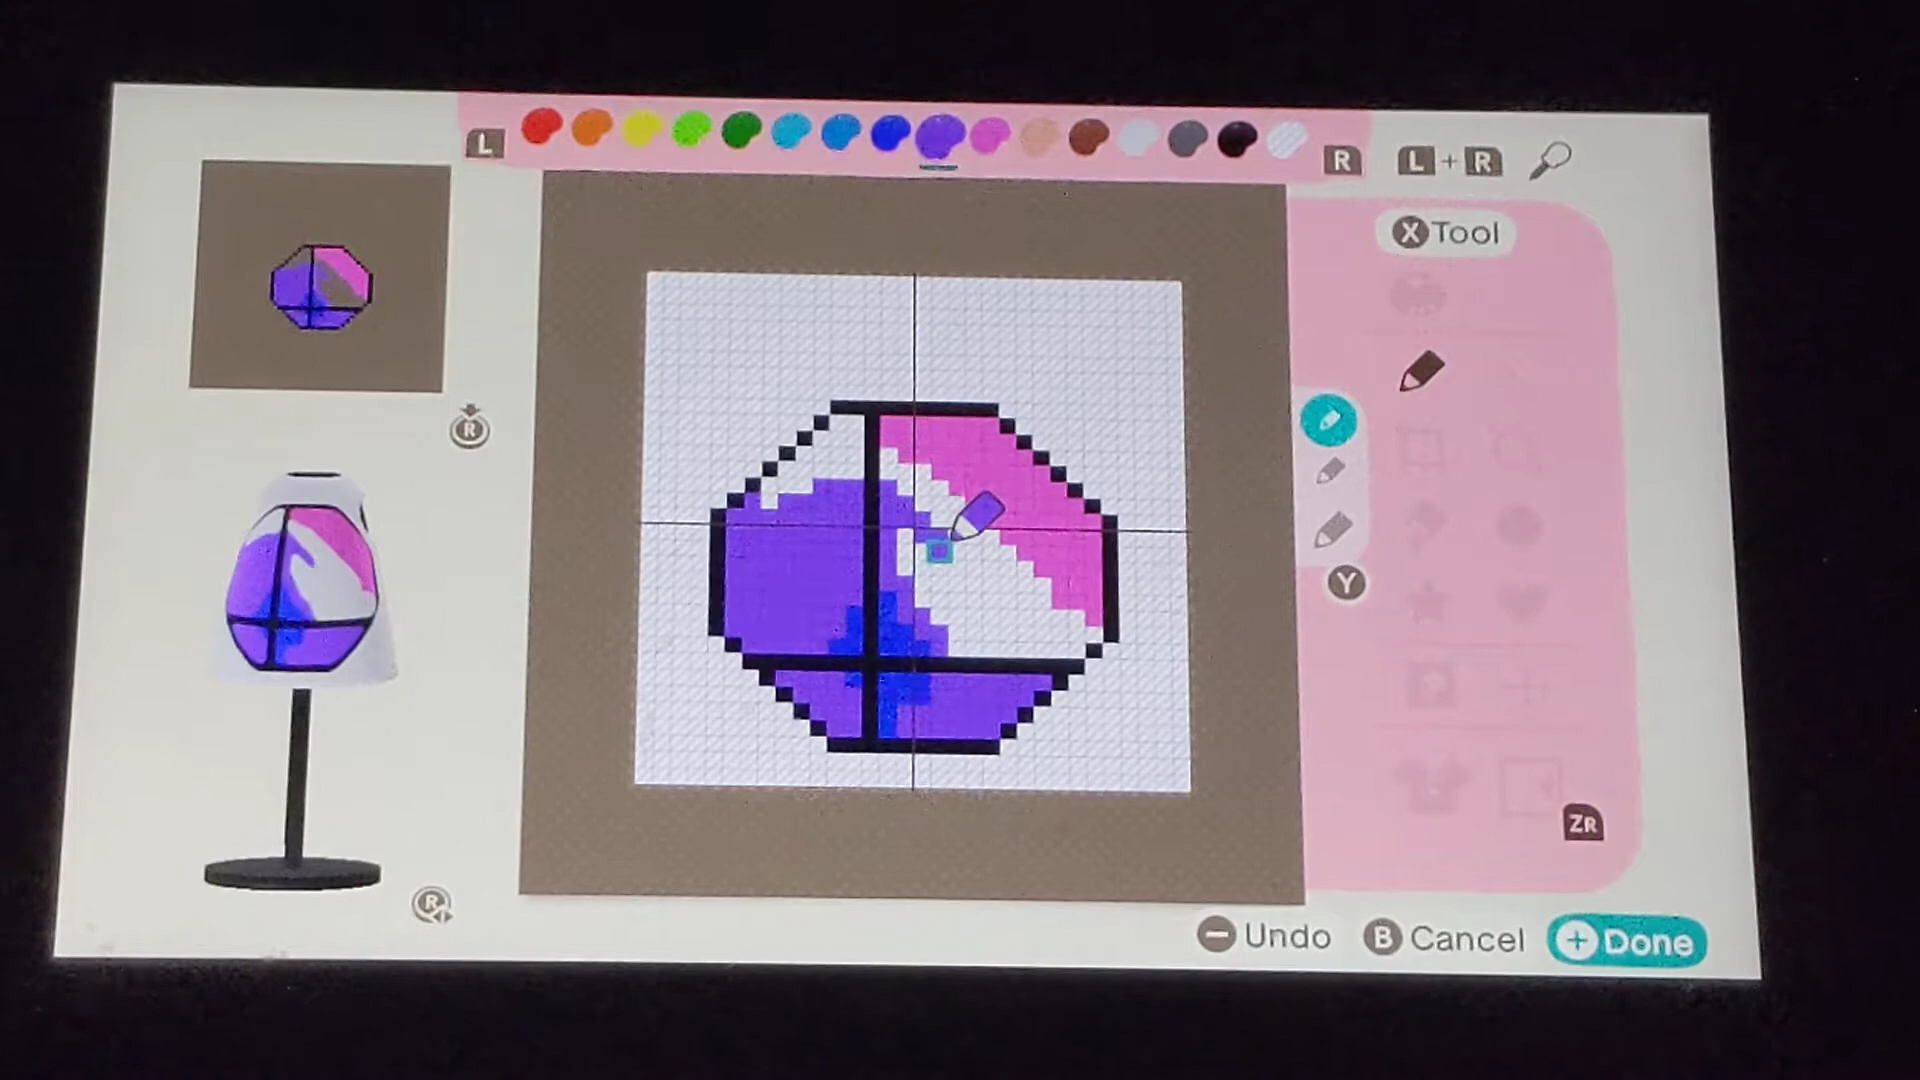 L
R
L + R
X Tool
R
Y
ZR
R
Undo
B Cancel
+ Done